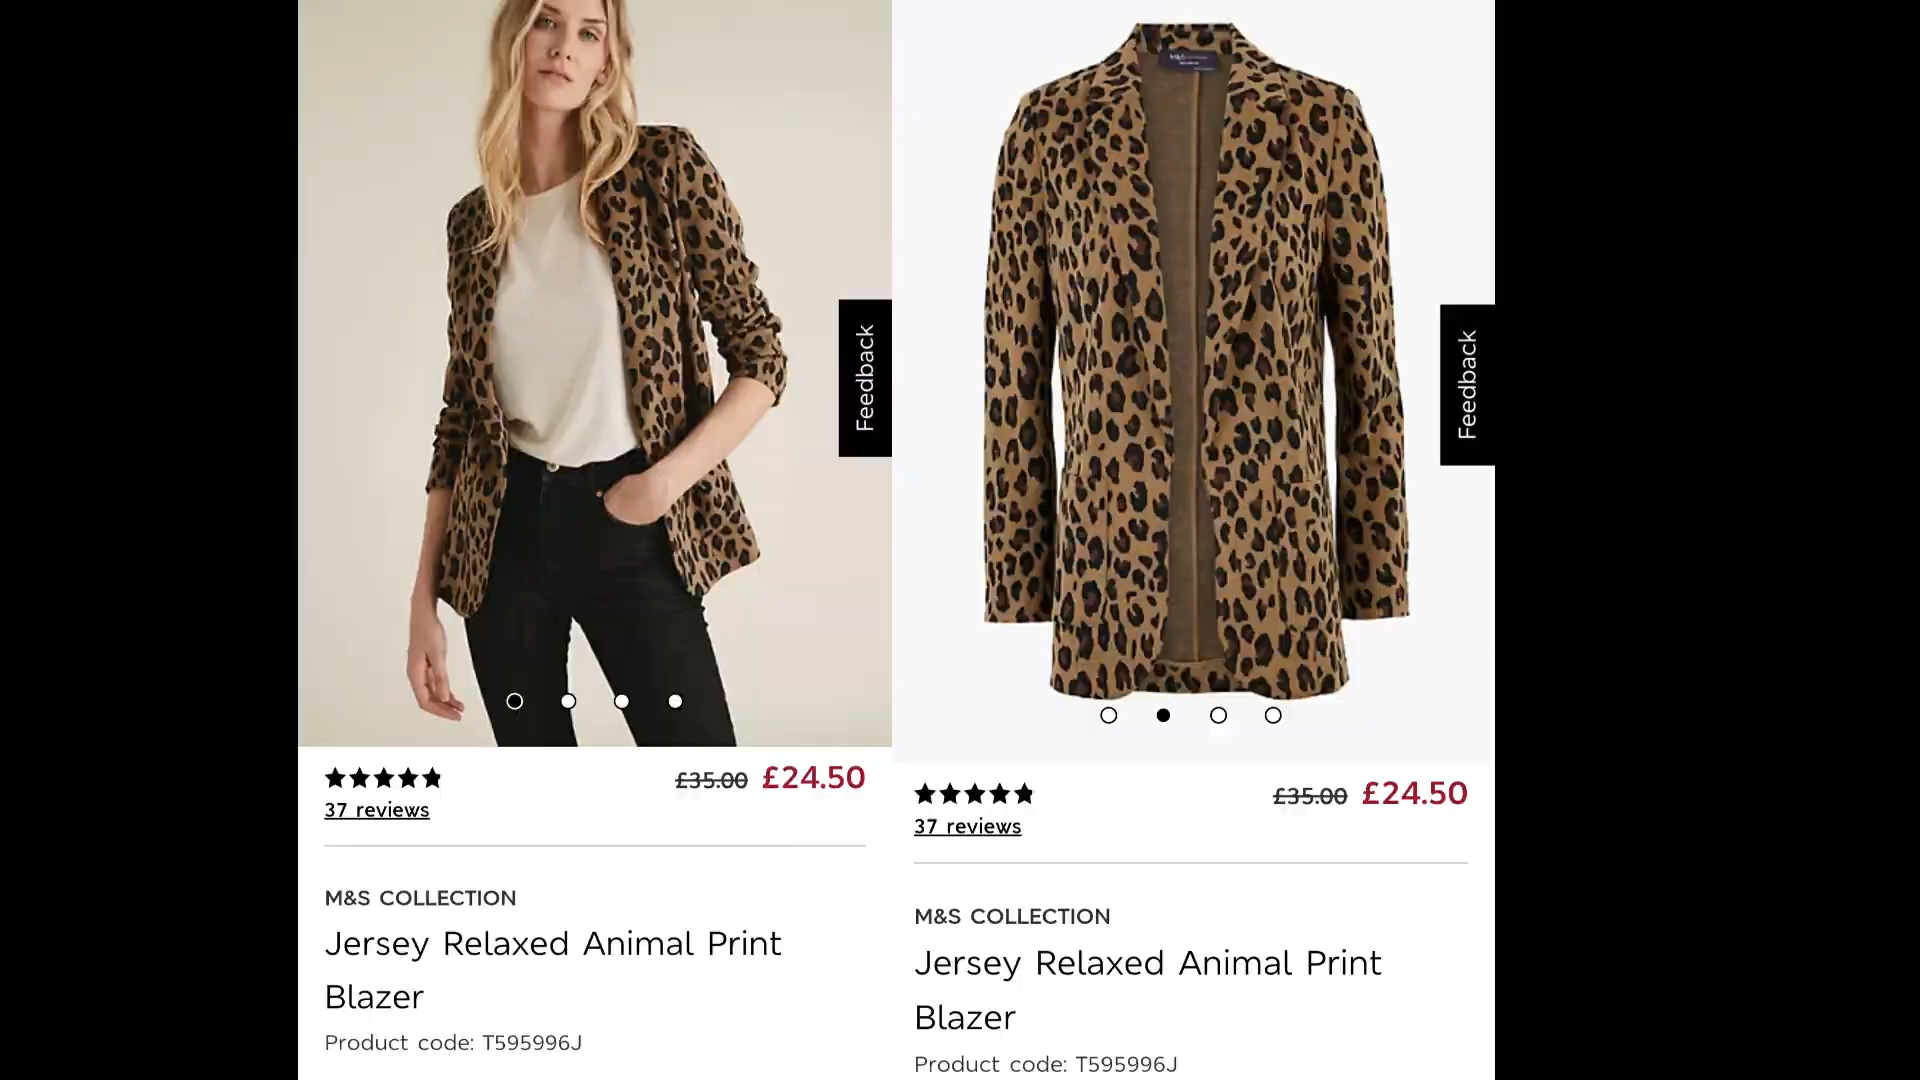 Feedback
£35.00 £24.50
37 reviews
M&S COLLECTION
Jersey Relaxed Animal Print
Blazer
Product code: T595996J
M&S
Feedback
£35.00 £24.50
37 reviews
M&S COLLECTION
Jersey Relaxed Animal Print
Blazer
Product code: T595996J